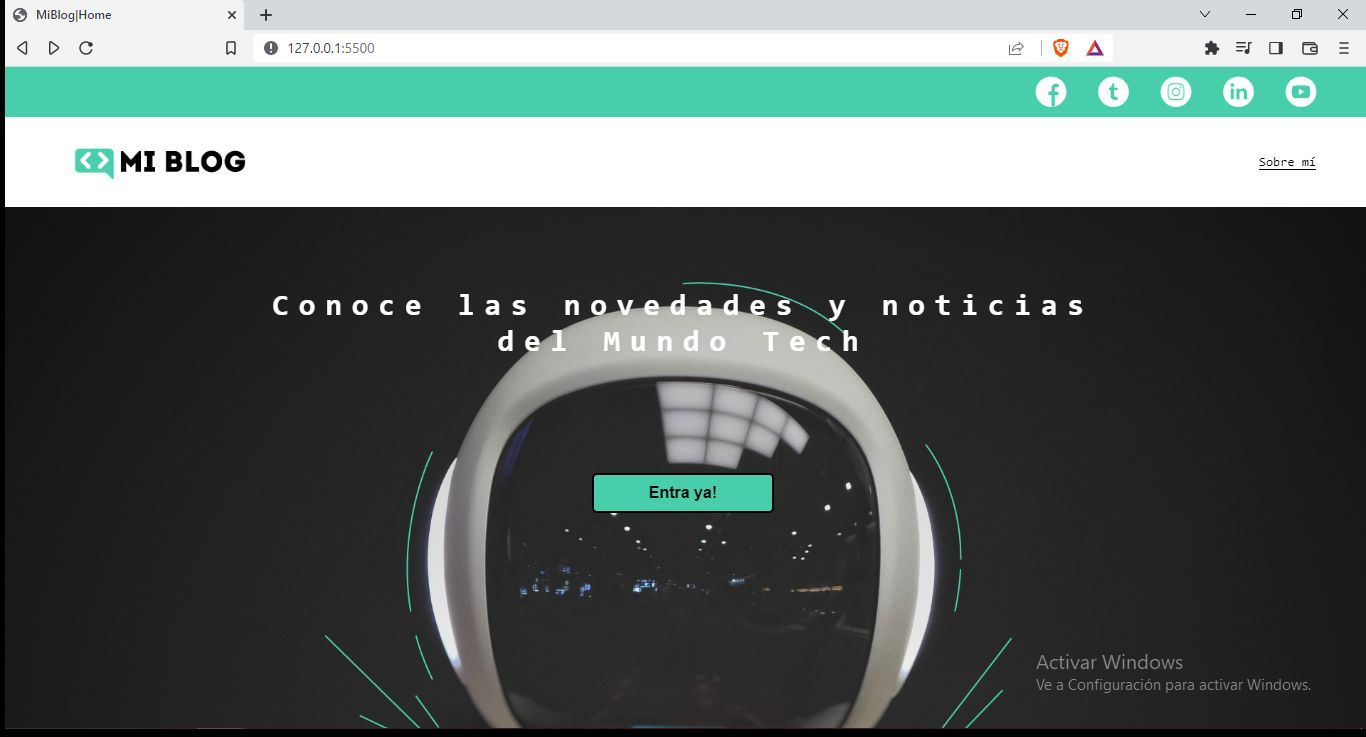 MiBlog|Home
127.0.0.1:5500
MI BLOG
Sobre mí
Conoce las novedades y noticias
del Mundo Tech
Entra ya!
Activar Windows
Ve a Configuración para activar Windows.